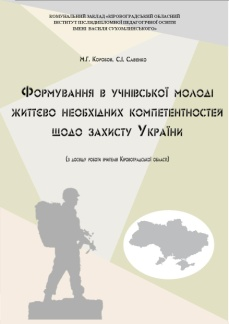 КОМУНАЛЬНИЙ ЗАКЛАД «КІРОВОГРАДСЬКИЙ ОБЛАСНИЙ
ІНСТИТУТ ПІСЛЯДИПЛОМНОЇ ПЕДАГОГІЧНОЇ ОСВІТИ
ІМЕНІ ВАСИЛЯ СУХОМЛИНСЬКОГО»
М.Г. Коробов, С.І. Савенко
Формування в учнівської молоді
життєво необхідних компетентностей
щодо захисту України
(з досвіду роботи вчителів Кіровоградської області)